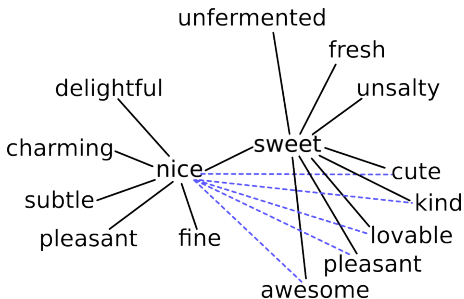 unfermented
fresh
delightful
unsalty
charming
sweet
nice
cute
subtle
kind
pleasant
fine
lovable
pleasant
awesome